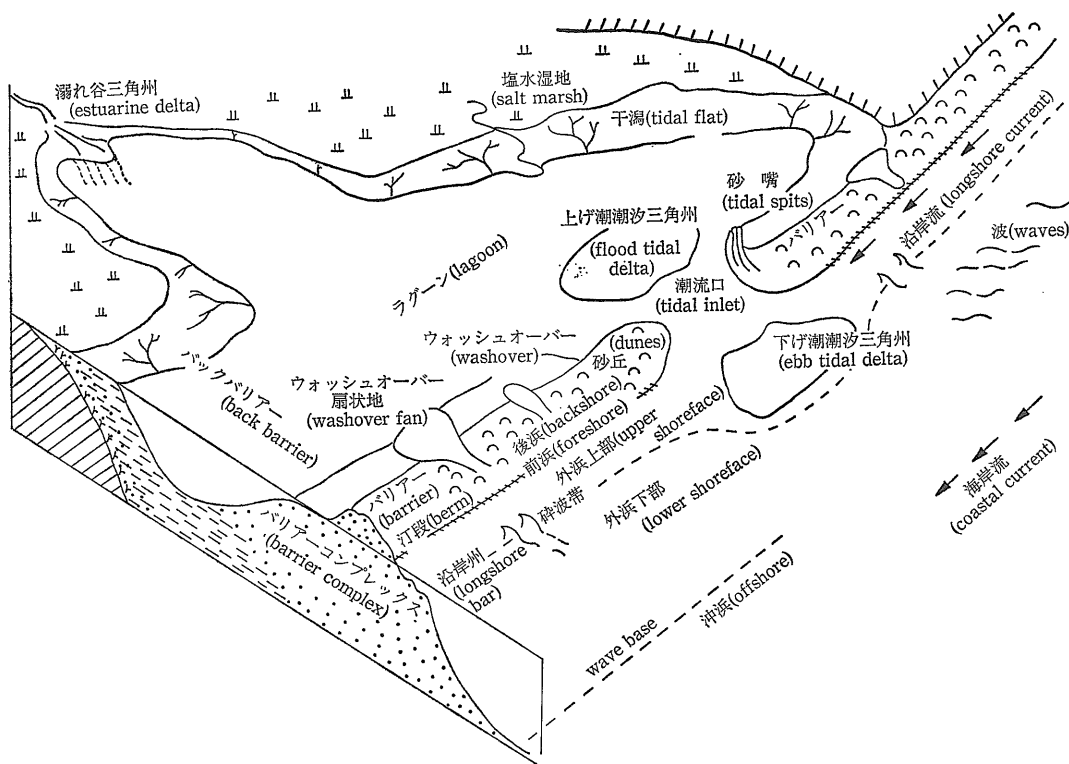 溺れ谷三角州
(estuarine delta)
塩水湿地
(salt marsh)
干潟(tidal flat)
沿岸流(longshore current)
砂 嘴
(tidal spits)
バリアー
波(waves)
上げ潮潮汐三角州
(flood tidal
delta)
潮流口
(tidal inlet)
ラグーン(lagoon)
下げ潮潮汐三角州
(ebb tidal delta)
ウォッシュオーバー
(washover)
(dunes)
砂丘
ウォッシュオーバー
扇状地
(washover fan)
バックバリアー
(back barrier)
後浜(backshore)
前浜(foreshore)
外浜上部(upper
shoreface)
バリアー
(barrier)
汀段(berm)
砕波帯
外浜下部
(lower shoreface)
海岸流
(coastal current)
沿岸州
(longshore
bar)
バリアーコンプレックス
(barrier complex)
wave base
沖浜(offshore)